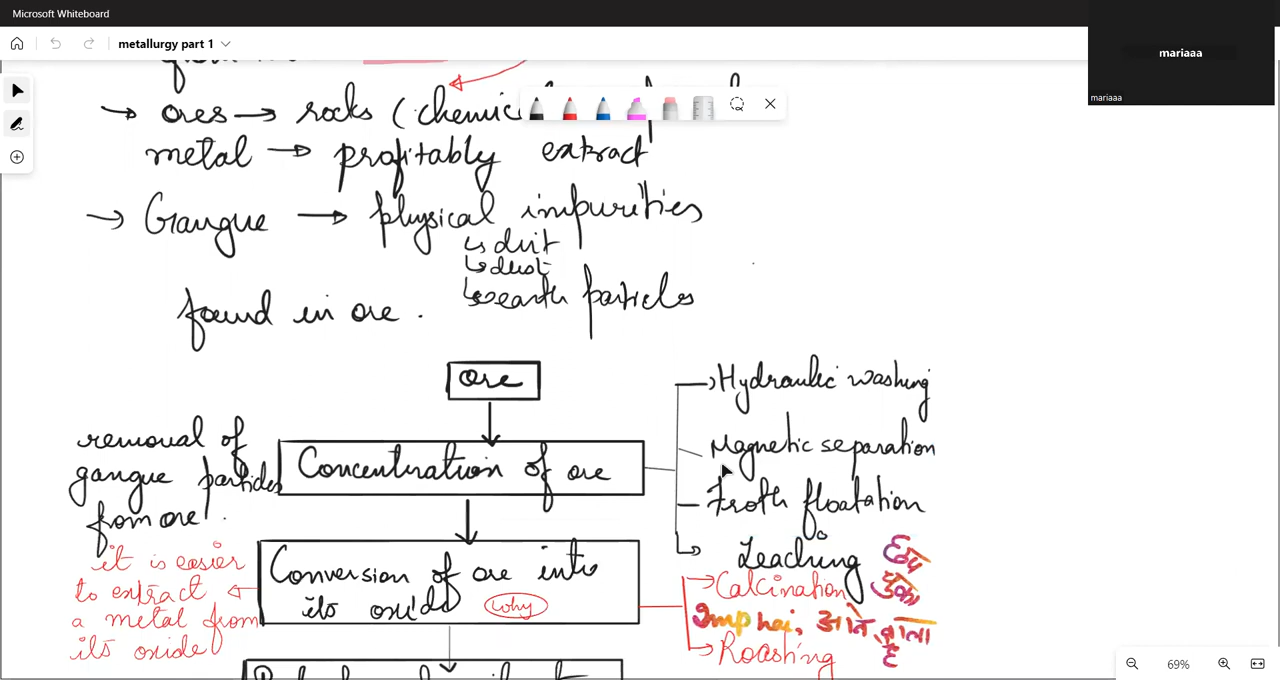 Microsoft Whiteboard
metallurgy part 1
mariaaa
mariaaa
→ ores → rocks (chemic
metal → profitably extract
→ Gangue → physical impurities
↳ dirt
↳ dust
↳ earth particles
found in ore.
ore
removal of
gangue particles
from ore.
Concentration of ore
→ Hydraulic washing
Magnetic separation
Froth floatation
Leaching
it is easier
to extract
a metal from
its oxide
Conversion of ore into
its oxide
why
→ Calcination
Imp hai,
→ Roasting
69%